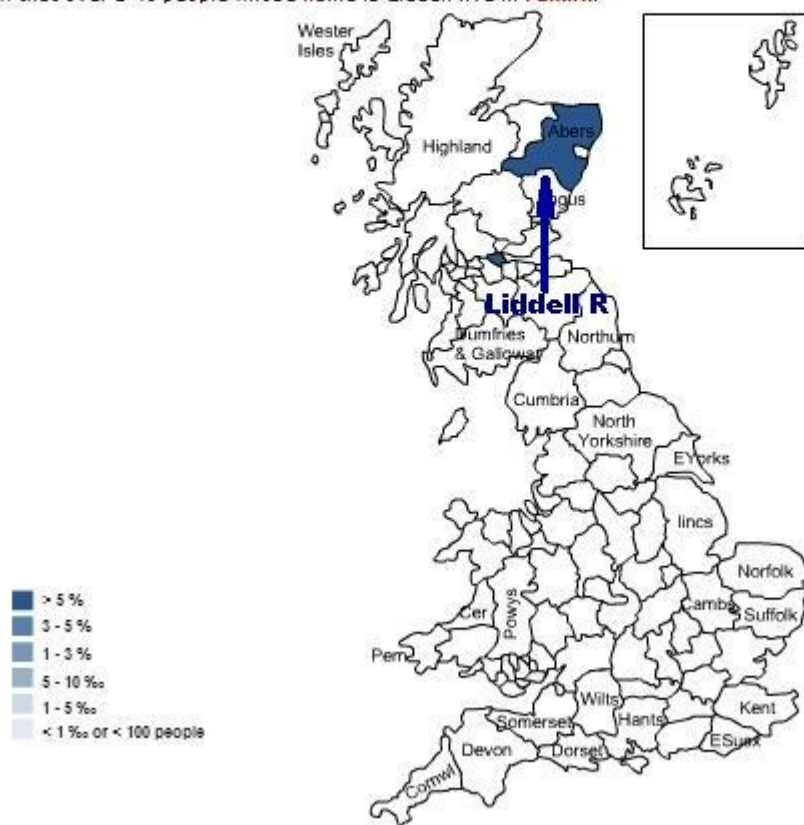 Wester
Isles
Highland
Abers
gus
Liddell R
Dumfries
& Galloway
Northum
Cumbria
North
Yorkshire
EYorks
lincs
Norfolk
Cambs
Suffolk
Cer
Powys
Pem
Wilts
Kent
Somerset
Hants
ESusx
Devon
Dorset
Cornwl
> 5 %
3 - 5 %
1 - 3 %
5 - 10 ‰
1 - 5 ‰
< 1 ‰ or < 100 people